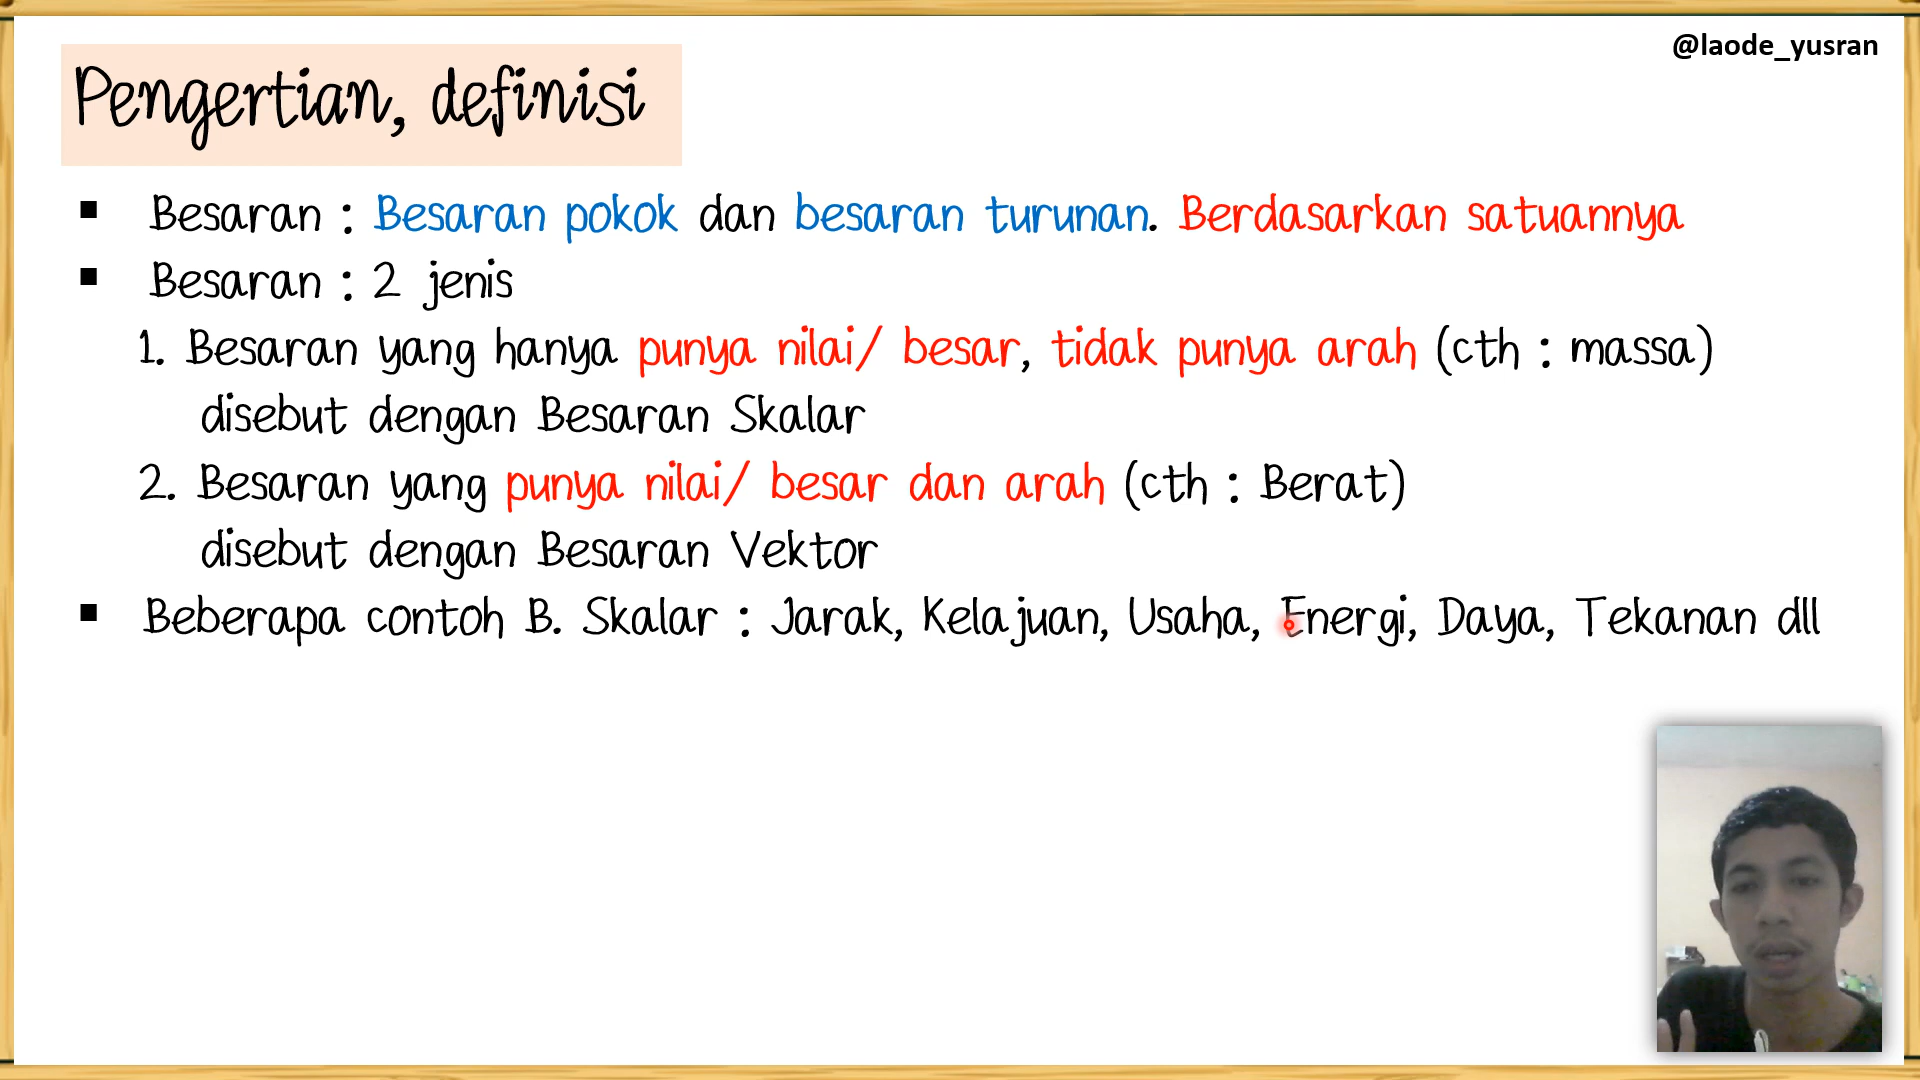 @laode_yusran
Pengertian, definisi
▪ Besaran : Besaran pokok dan besaran turunan. Berdasarkan satuannya
▪ Besaran : 2 jenis
1. Besaran yang hanya punya nilai/ besar, tidak punya arah (cth : massa)
disebut dengan Besaran Skalar
2. Besaran yang punya nilai/ besar dan arah (cth : Berat)
disebut dengan Besaran Vektor
▪ Beberapa contoh B. Skalar : Jarak, Kelajuan, Usaha, Energi, Daya, Tekanan dll